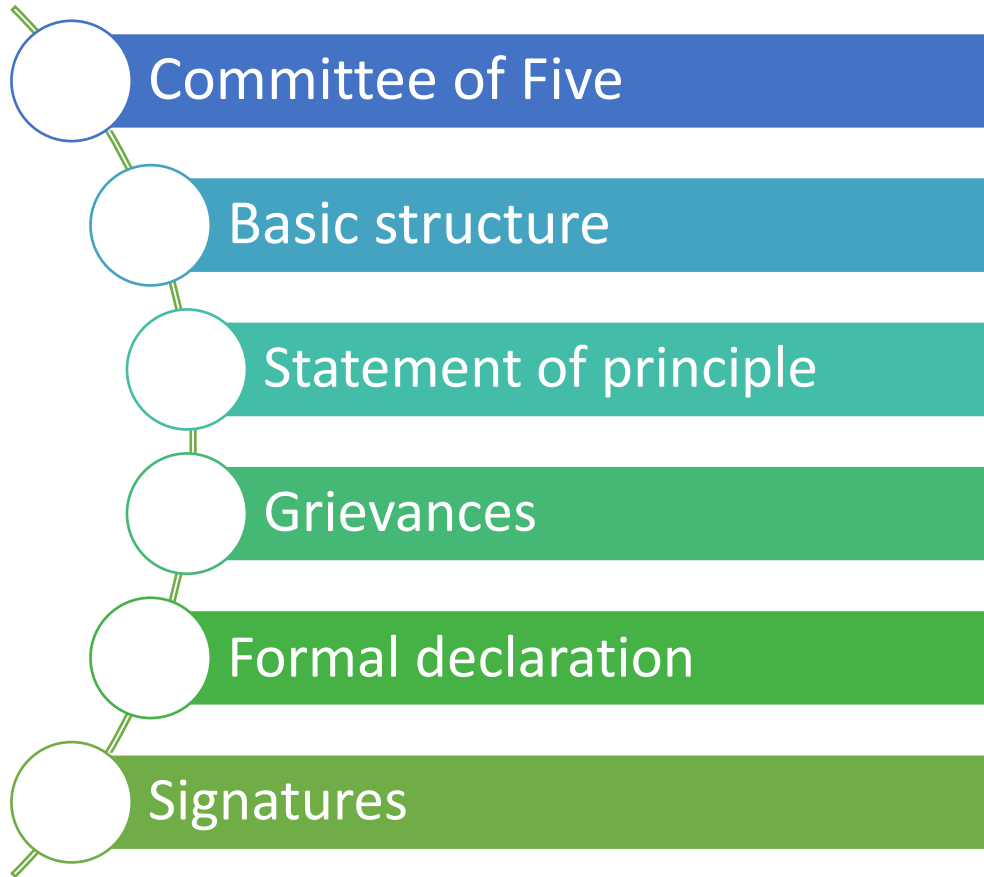 Committee of Five
Basic structure
Statement of principle
Grievances
Formal declaration
Signatures